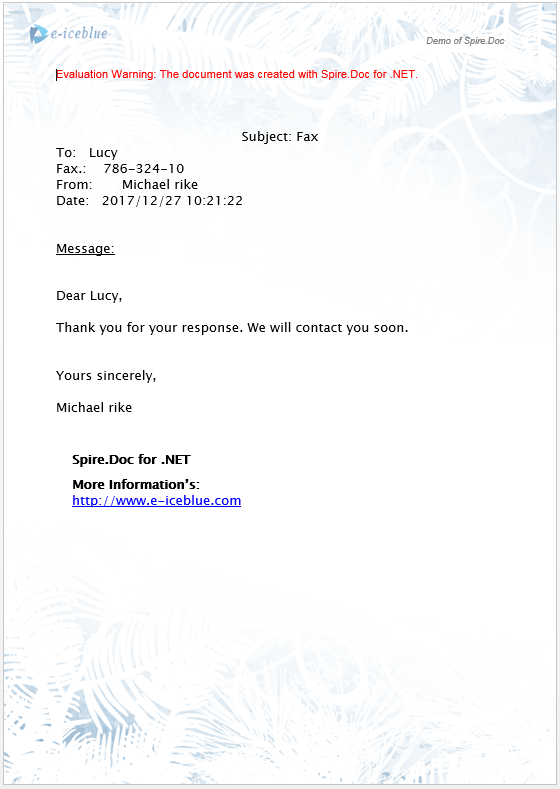 e-iceblue
Demo of Spire.Doc
Evaluation Warning: The document was created with Spire.Doc for .NET.
Subject: Fax
To: Lucy
Fax.: 786-324-10
From: Michael rike
Date: 2017/12/27 10:21:22
Message:
Dear Lucy,
Thank you for your response. We will contact you soon.
Yours sincerely,
Michael rike
Spire.Doc for .NET
More Information's:
http://www.e-iceblue.com